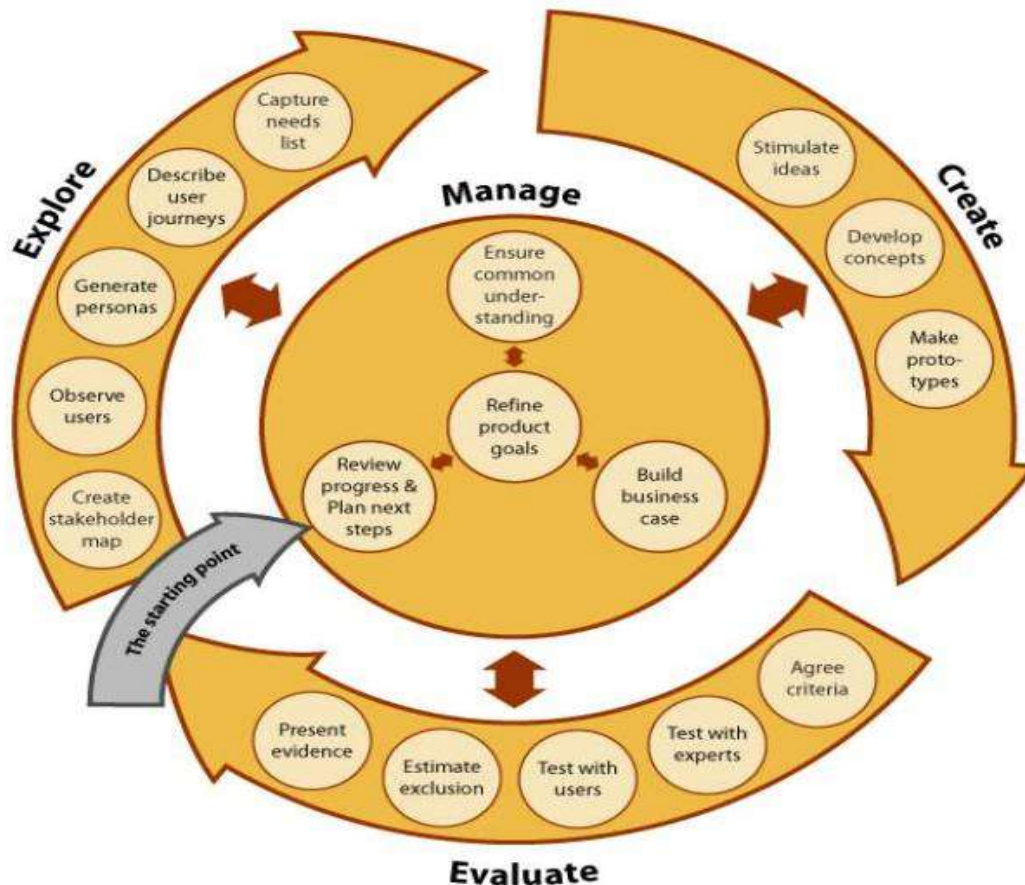 Explore
Capture
needs
list
Describe
user
journeys
Generate
personas
Observe
users
Create
stakeholder
map
The starting point
Manage
Ensure
common
under-
standing
Refine
product
goals
Review
progress &
Plan next
steps
Build
business
case
Create
Stimulate
ideas
Develop
concepts
Make
proto-
types
Agree
criteria
Test with
experts
Test with
users
Estimate
exclusion
Present
evidence
Evaluate